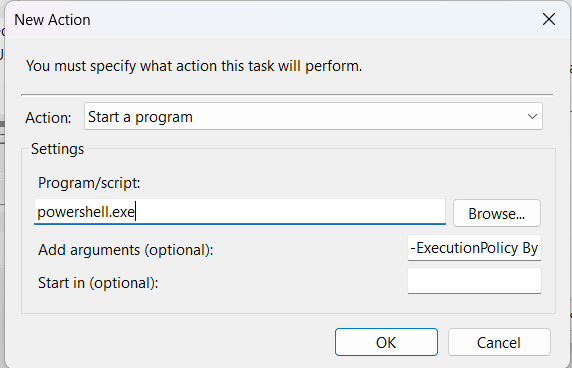 New Action
You must specify what action this task will perform.
Action: Start a program
Settings
Program/script:
powershell.exe Browse...
Add arguments (optional): -ExecutionPolicy By
Start in (optional):
OK Cancel